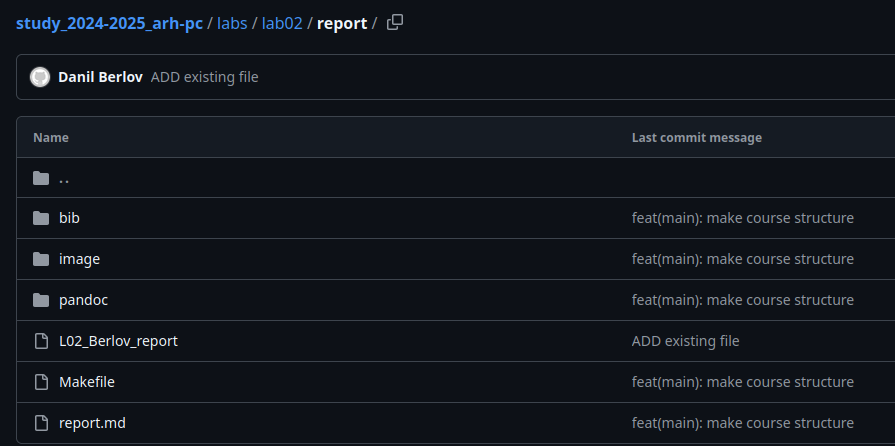 study_2024-2025_arh-pc / labs / lab02 / report /
Danil Berlov ADD existing file
Name Last commit message
..
bib feat(main): make course structure
image feat(main): make course structure
pandoc feat(main): make course structure
L02_Berlov_report ADD existing file
Makefile feat(main): make course structure
report.md feat(main): make course structure